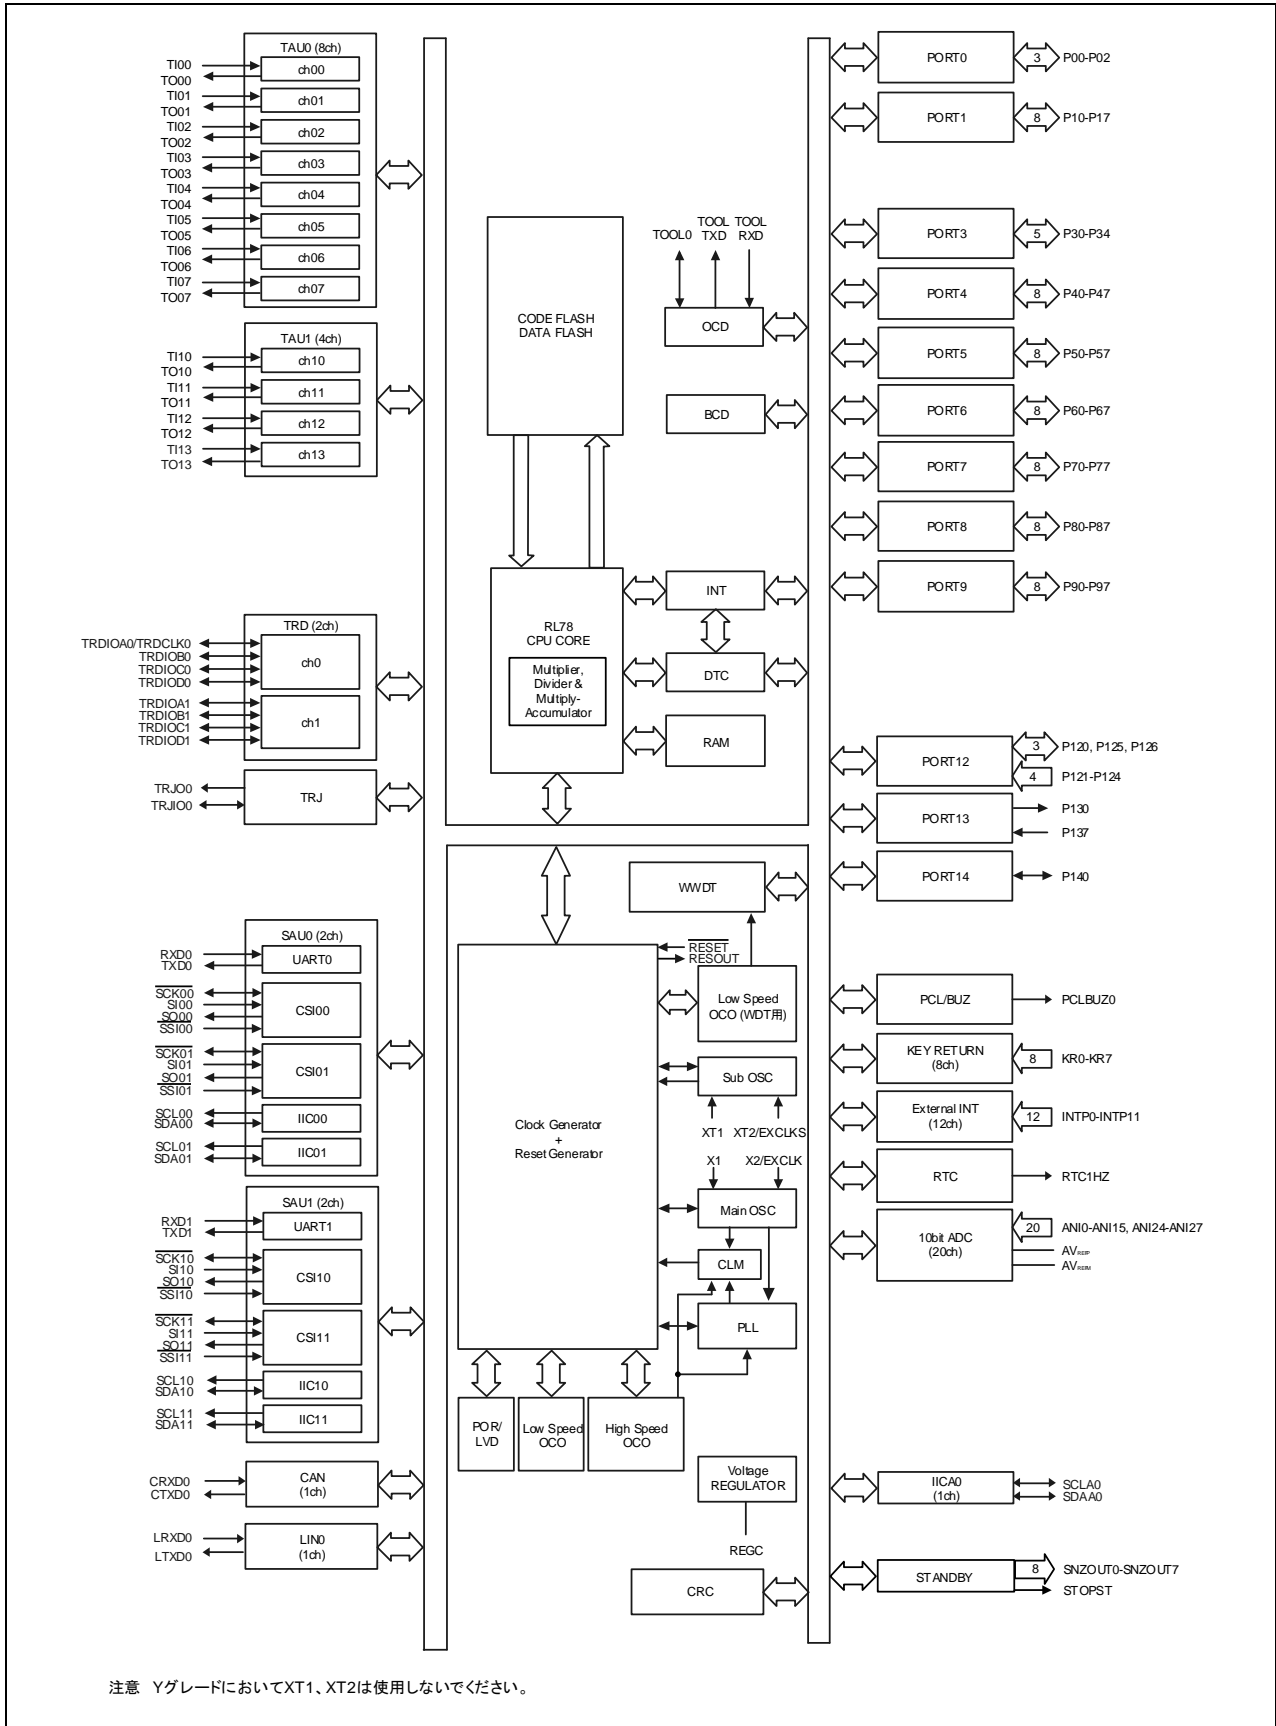 TAU0 (8ch)
TI00
TO00
ch00
TI01
TO01
ch01
TI02
TO02
ch02
TI03
TO03
ch03
TI04
TO04
ch04
TI05
TO05
ch05
TI06
TO06
ch06
TI07
TO07
ch07
TAU1 (4ch)
TI10
TO10
ch10
TI11
TO11
ch11
TI12
TO12
ch12
TI13
TO13
ch13
TRD (2ch)
TRDIOA0/TRDCLK0
TRDIOB0
TRDIOC0
TRDIOD0
ch0
TRDIOA1
TRDIOB1
TRDIOC1
TRDIOD1
ch1
TRJO0
TRJIO0
TRJ
SAU0 (2ch)
RXD0
TXD0
UART0
SCK00
SI00
SO00
SSI00
CSI00
SCK01
SI01
SO01
SSI01
CSI01
SCL00
SDA00
IIC00
SCL01
SDA01
IIC01
SAU1 (2ch)
RXD1
TXD1
UART1
SCK10
SI10
SO10
SSI10
CSI10
SCK11
SI11
SO11
SSI11
CSI11
SCL10
SDA10
IIC10
SCL11
SDA11
IIC11
CRXD0
CTXD0
CAN
(1ch)
LRXD0
LTXD0
LIN0
(1ch)
CODE FLASH
DATA FLASH
TOOL0
TOOL
TXD
TOOL
RXD
OCD
BCD
RL78
CPU CORE
Multiplier,
Divider &
Multiply-
Accumulator
INT
DTC
RAM
WWDT
RESET
RESOUT
Low Speed
OCO (WDT用)
Clock Generator
+
Reset Generator
Sub OSC
XT1
XT2/EXCLKS
X1
X2/EXCLK
Main OSC
CLM
PLL
POR/
LVD
Low Speed
OCO
High Speed
OCO
Voltage
REGULATOR
REGC
CRC
PORT0
3
P00-P02
PORT1
8
P10-P17
PORT3
5
P30-P34
PORT4
8
P40-P47
PORT5
8
P50-P57
PORT6
8
P60-P67
PORT7
8
P70-P77
PORT8
8
P80-P87
PORT9
8
P90-P97
PORT12
3
P120, P125, P126
4
P121-P124
PORT13
P130
P137
PORT14
P140
PCL/BUZ
PCLBUZ0
KEY RETURN
(8ch)
8
KR0-KR7
External INT
(12ch)
12
INTP0-INTP11
RTC
RTC1HZ
10bit ADC
(20ch)
20
ANI0-ANI15, ANI24-ANI27
AVREFP
AVREFM
IICA0
(1ch)
SCLA0
SDAA0
STANDBY
8
SNZOUT0-SNZOUT7
STOPST
注意 YグレードにおいてXT1、XT2は使用しないでください。